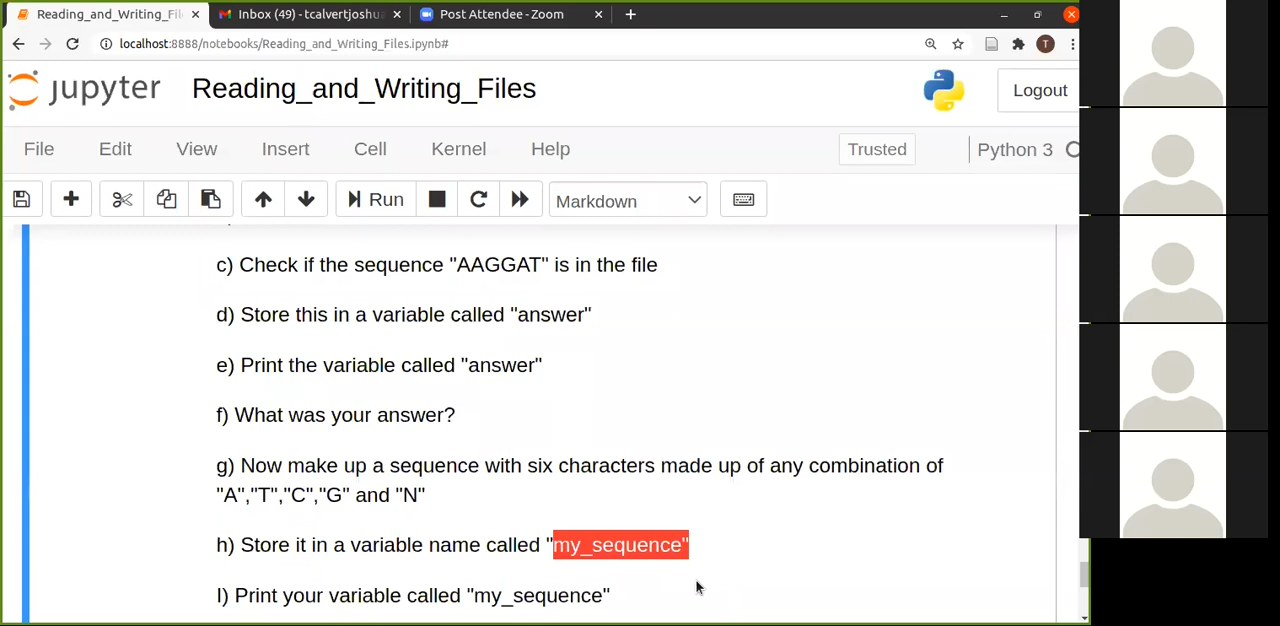 Reading_and_Writing_Fil
Inbox (49) - tcalvertjoshua
Post Attendee - Zoom
localhost:8888/notebooks/Reading_and_Writing_Files.ipynb#
T
jupyter
Reading_and_Writing_Files
Logout
File Edit View Insert Cell Kernel Help
Trusted
Python 3
Run
Markdown
c) Check if the sequence "AAGGAT" is in the file
d) Store this in a variable called "answer"
e) Print the variable called "answer"
f) What was your answer?
g) Now make up a sequence with six characters made up of any combination of
"A","T","C","G" and "N"
h) Store it in a variable name called "my_sequence"
l) Print your variable called "my_sequence"